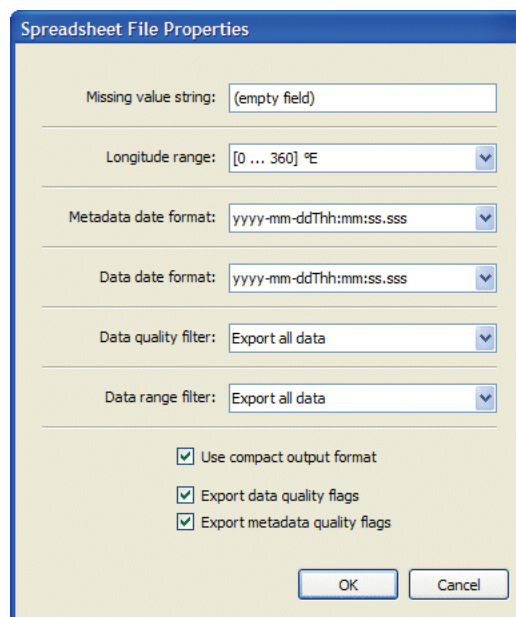 Spreadsheet File Properties
Missing value string: (empty field)
Longitude range: [0 ... 360] ºE
Metadata date format: yyyy-mm-ddThh:mm:ss.sss
Data date format: yyyy-mm-ddThh:mm:ss.sss
Data quality filter: Export all data
Data range filter: Export all data
Use compact output format
Export data quality flags
Export metadata quality flags
OK Cancel